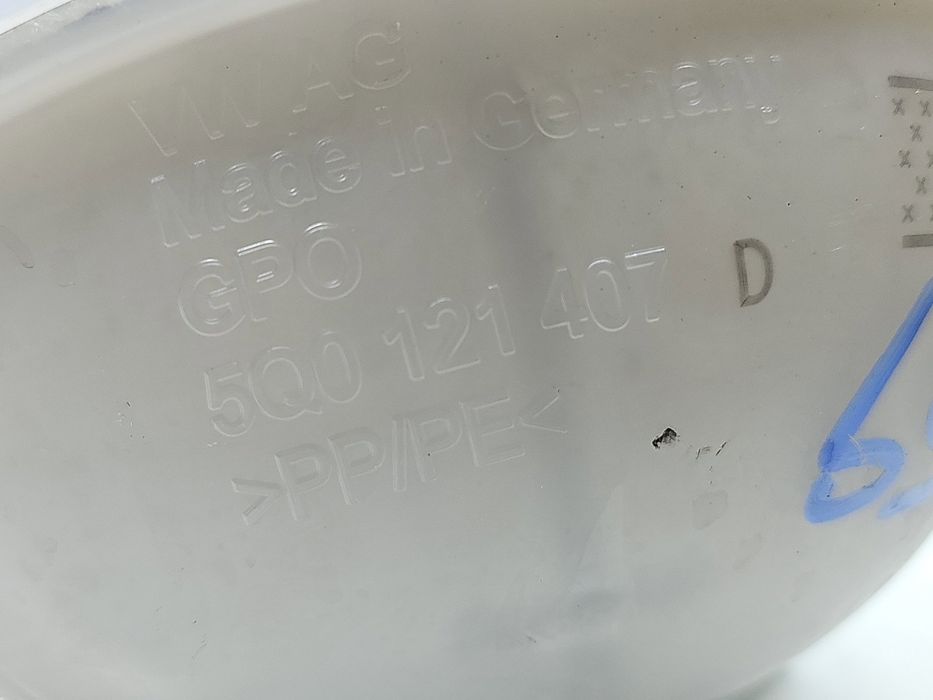 VW AG
Made in Germany
GPO
5Q0 121 407 D
>PP/PE<